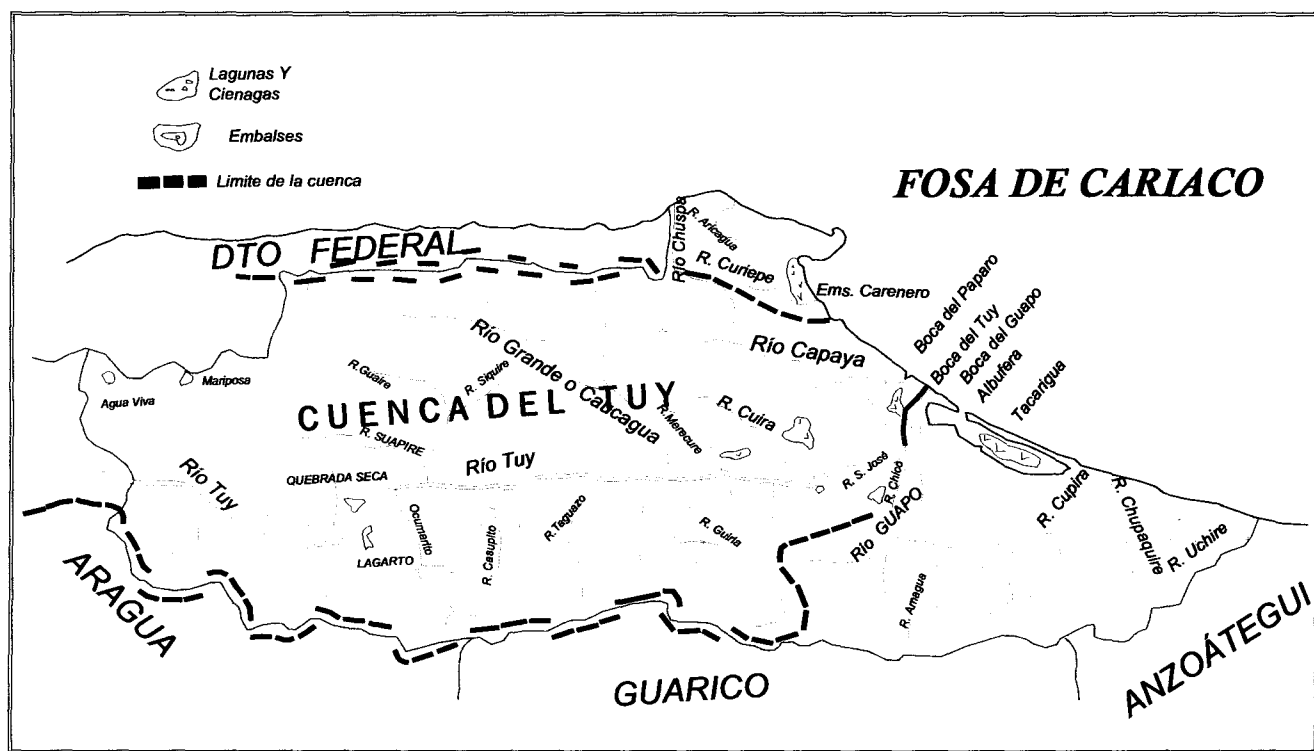 Lagunas Y
Cienagas
Embalses
Limite de la cuenca
FOSA DE CARIACO
DTO FEDERAL
Río Chuspa
R. Aricagua
R. Curiepe
Ems. Carenero
Boca del Paparo
Boca del Tuy
Boca del Guapo
Albufera
Tacarigua
Río Capaya
Río Grande o Caucagua
R. Guaire
R. Siquire
Mariposa
Agua Viva
CUENCA DEL TUY
R. Merecure
R. Cuira
R. SUAPIRE
Río Tuy
Río Tuy
QUEBRADA SECA
R. S. José
R. Chico
Río GUAPO
R. Cupira
R. Chupaquire
R. Uchire
Ocumarito
R. Casupito
R. Taguazo
R. Guiria
LAGARTO
R. Amagua
ARAGUA
GUARICO
ANZOÁTEGUI